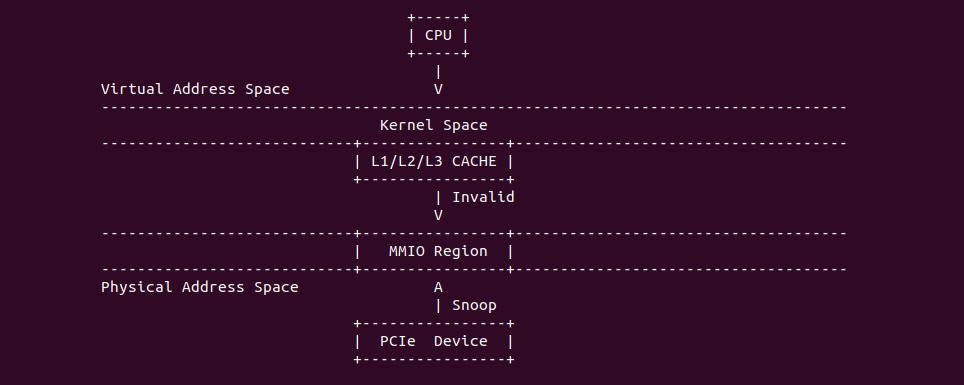 +-----+
| CPU |
+-----+
|
Virtual Address Space V
-----------------------------------------------------------------------------------
Kernel Space
----------------------------+----------------+-------------------------------------
| L1/L2/L3 CACHE |
+----------------+
| Invalid
V
----------------------------+----------------+-------------------------------------
| MMIO Region |
----------------------------+----------------+-------------------------------------
Physical Address Space A
| Snoop
+----------------+
| PCIe Device |
+----------------+